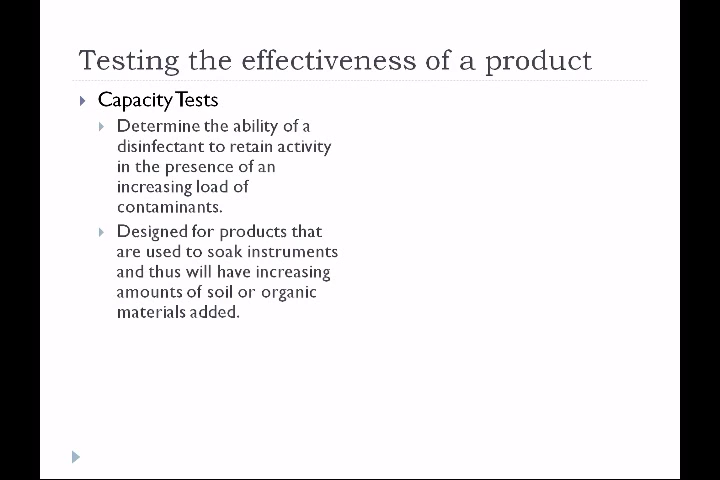 Testing the effectiveness of a product
Capacity Tests
Determine the ability of a
disinfectant to retain activity
in the presence of an
increasing load of
contaminants.
Designed for products that
are used to soak instruments
and thus will have increasing
amounts of soil or organic
materials added.